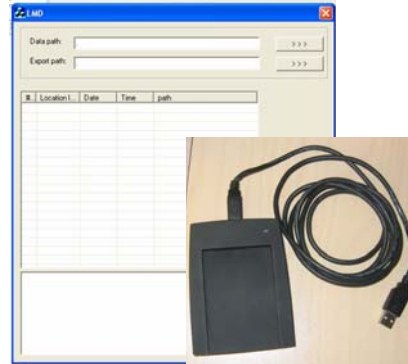 LMD
Data path:
>>>
Export path:
>>>
#. Location I... Date Time path